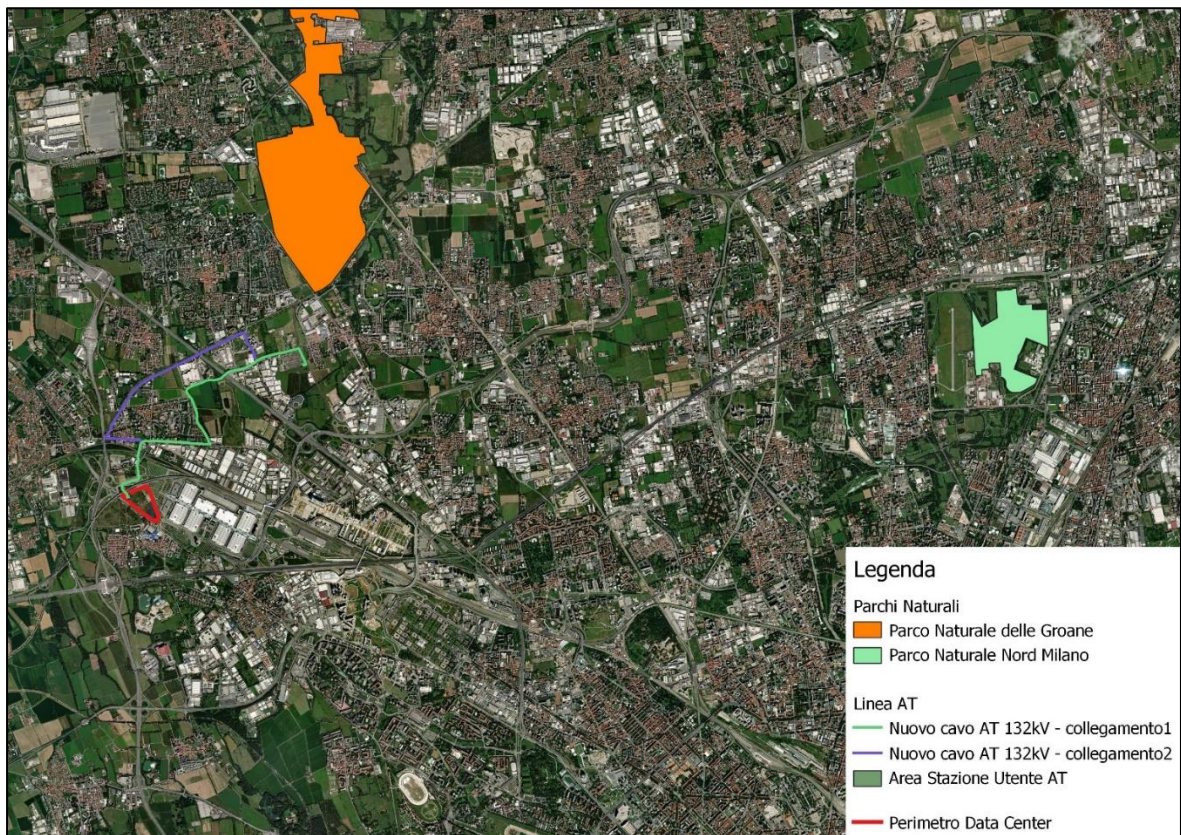 Legenda
Parchi Naturali
Parco Naturale delle Groane
Parco Naturale Nord Milano
Linea AT
Nuovo cavo AT 132kV - collegamento1
Nuovo cavo AT 132kV - collegamento2
Area Stazione Utente AT
Perimetro Data Center